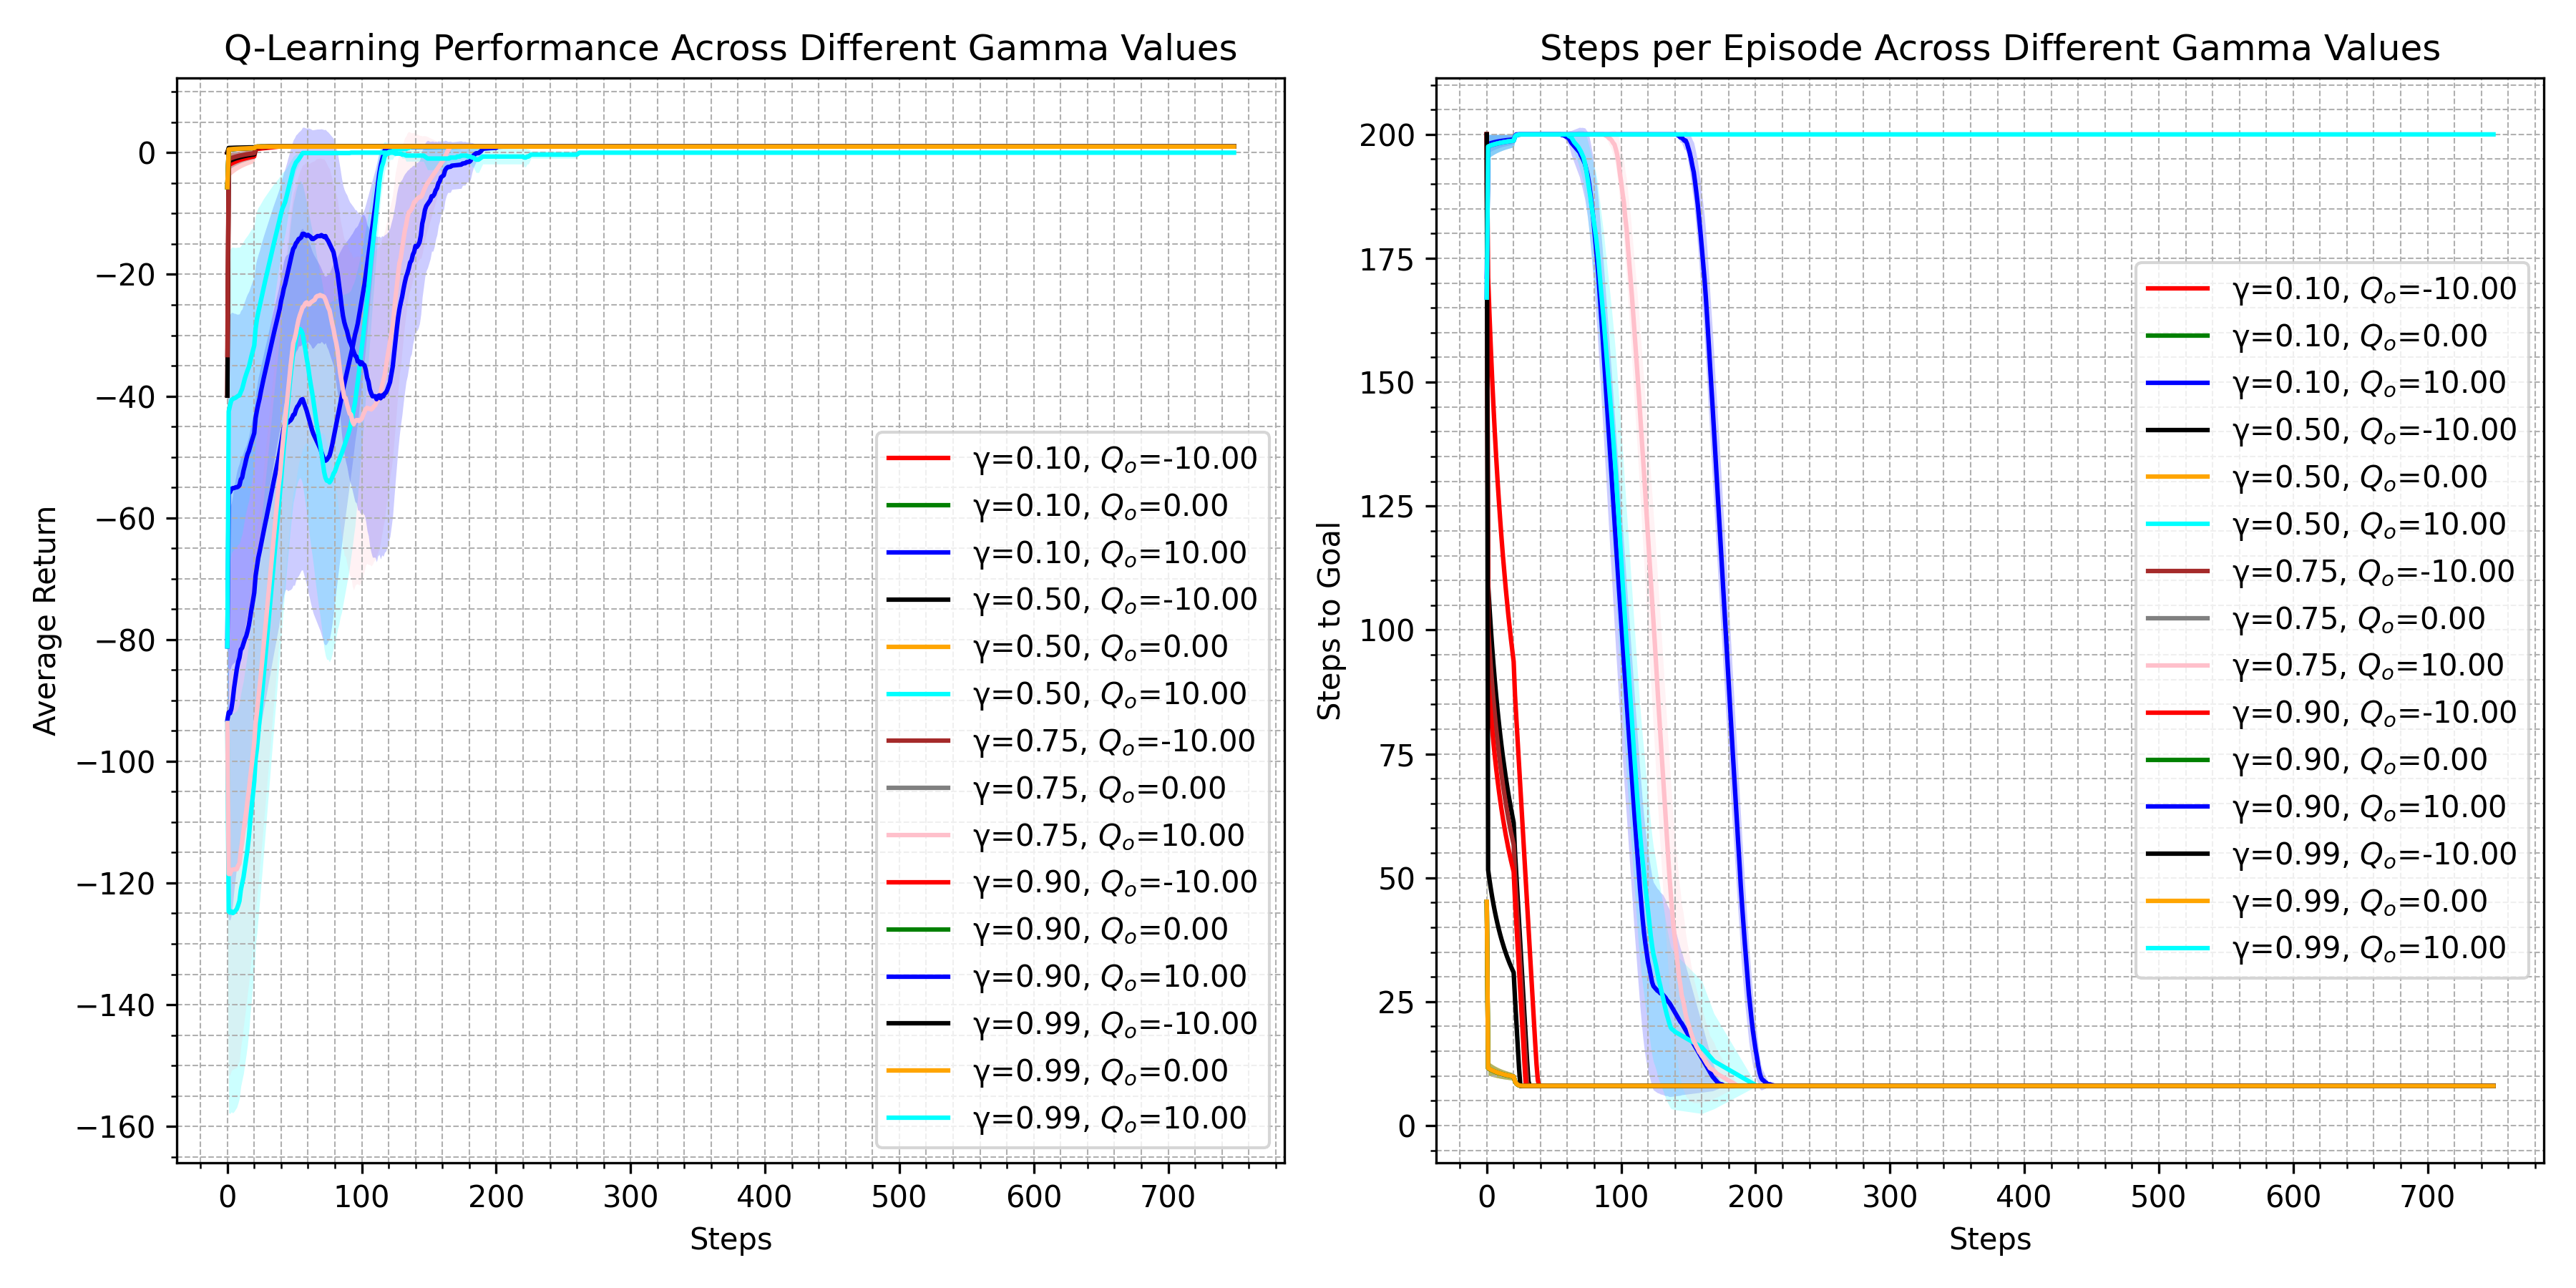 Q-Learning Performance Across Different Gamma Values
Average Return
0
−20
−40
−60
−80
−100
−120
−140
−160
γ=0.10, Qₒ=-10.00
γ=0.10, Qₒ=0.00
γ=0.10, Qₒ=10.00
γ=0.50, Qₒ=-10.00
γ=0.50, Qₒ=0.00
γ=0.50, Qₒ=10.00
γ=0.75, Qₒ=-10.00
γ=0.75, Qₒ=0.00
γ=0.75, Qₒ=10.00
γ=0.90, Qₒ=-10.00
γ=0.90, Qₒ=0.00
γ=0.90, Qₒ=10.00
γ=0.99, Qₒ=-10.00
γ=0.99, Qₒ=0.00
γ=0.99, Qₒ=10.00
0 100 200 300 400 500 600 700
Steps
Steps per Episode Across Different Gamma Values
Steps to Goal
200
175
150
125
100
75
50
25
0
γ=0.10, Qₒ=-10.00
γ=0.10, Qₒ=0.00
γ=0.10, Qₒ=10.00
γ=0.50, Qₒ=-10.00
γ=0.50, Qₒ=0.00
γ=0.50, Qₒ=10.00
γ=0.75, Qₒ=-10.00
γ=0.75, Qₒ=0.00
γ=0.75, Qₒ=10.00
γ=0.90, Qₒ=-10.00
γ=0.90, Qₒ=0.00
γ=0.90, Qₒ=10.00
γ=0.99, Qₒ=-10.00
γ=0.99, Qₒ=0.00
γ=0.99, Qₒ=10.00
0 100 200 300 400 500 600 700
Steps